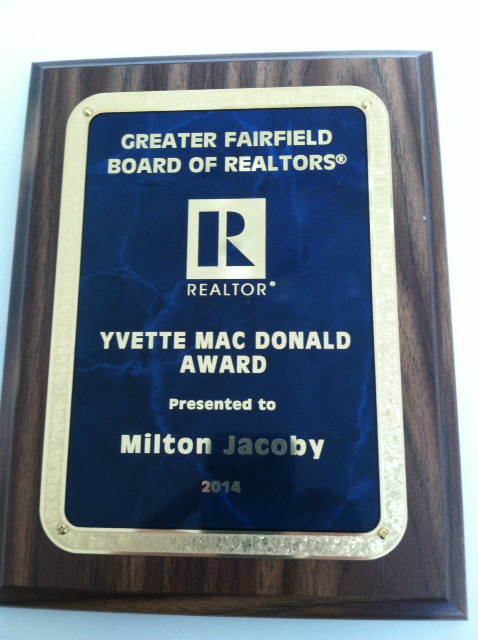 GREATER FAIRFIELD
BOARD OF REALTORS®
R
REALTOR®
YVETTE MAC DONALD
AWARD
Presented to
Milton Jacoby
2014